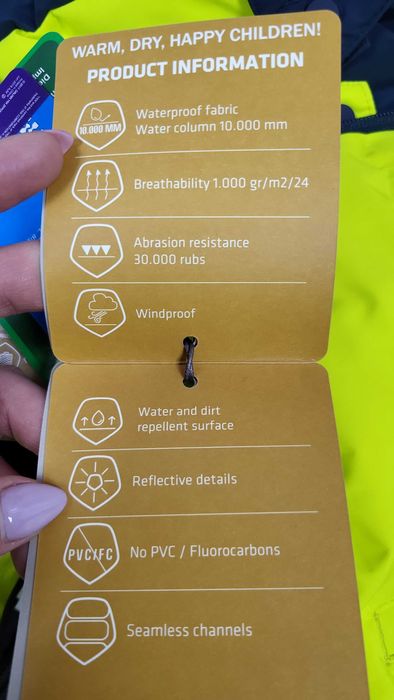 WARM, DRY, HAPPY CHILDREN!
PRODUCT INFORMATION
10.000 MM
Waterproof fabric
Water column 10.000 mm
Breathability 1.000 gr/m2/24
Abrasion resistance
30.000 rubs
Windproof
Water and dirt
repellent surface
Reflective details
PVC/FC
No PVC / Fluorocarbons
Seamless channels